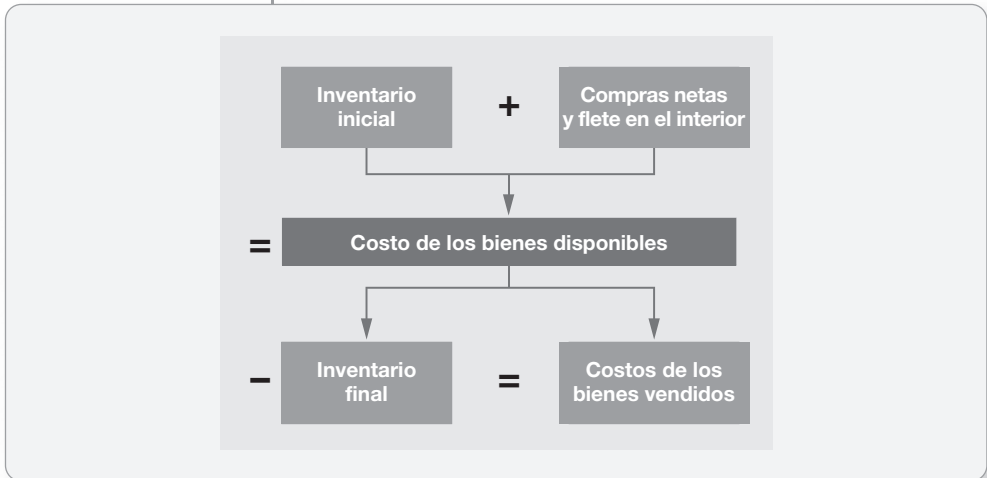 Inventario
inicial
+
Compras netas
y flete en el interior
=
Costo de los bienes disponibles
–
Inventario
final
=
Costos de los
bienes vendidos